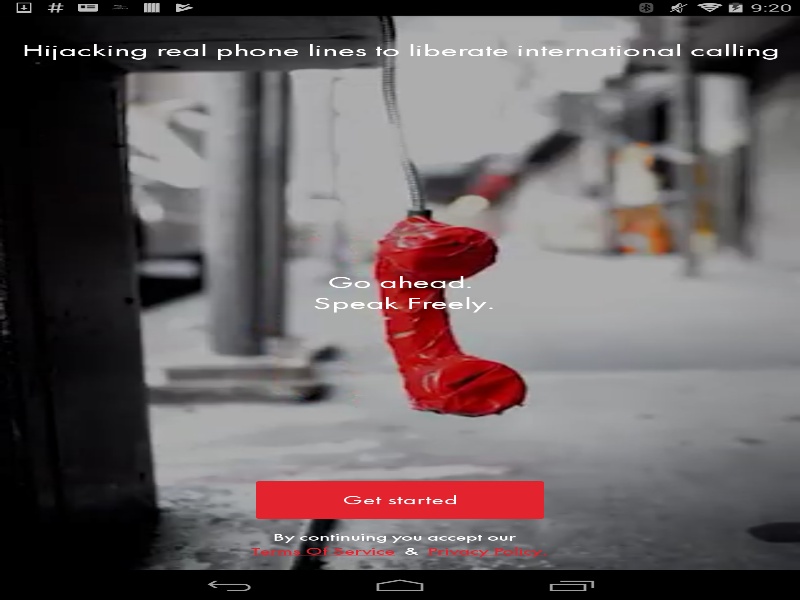 9:20
Hijacking real phone lines to liberate international calling
Go ahead.
Speak Freely.
Get started
By continuing you accept our
Terms Of Service & Privacy Policy